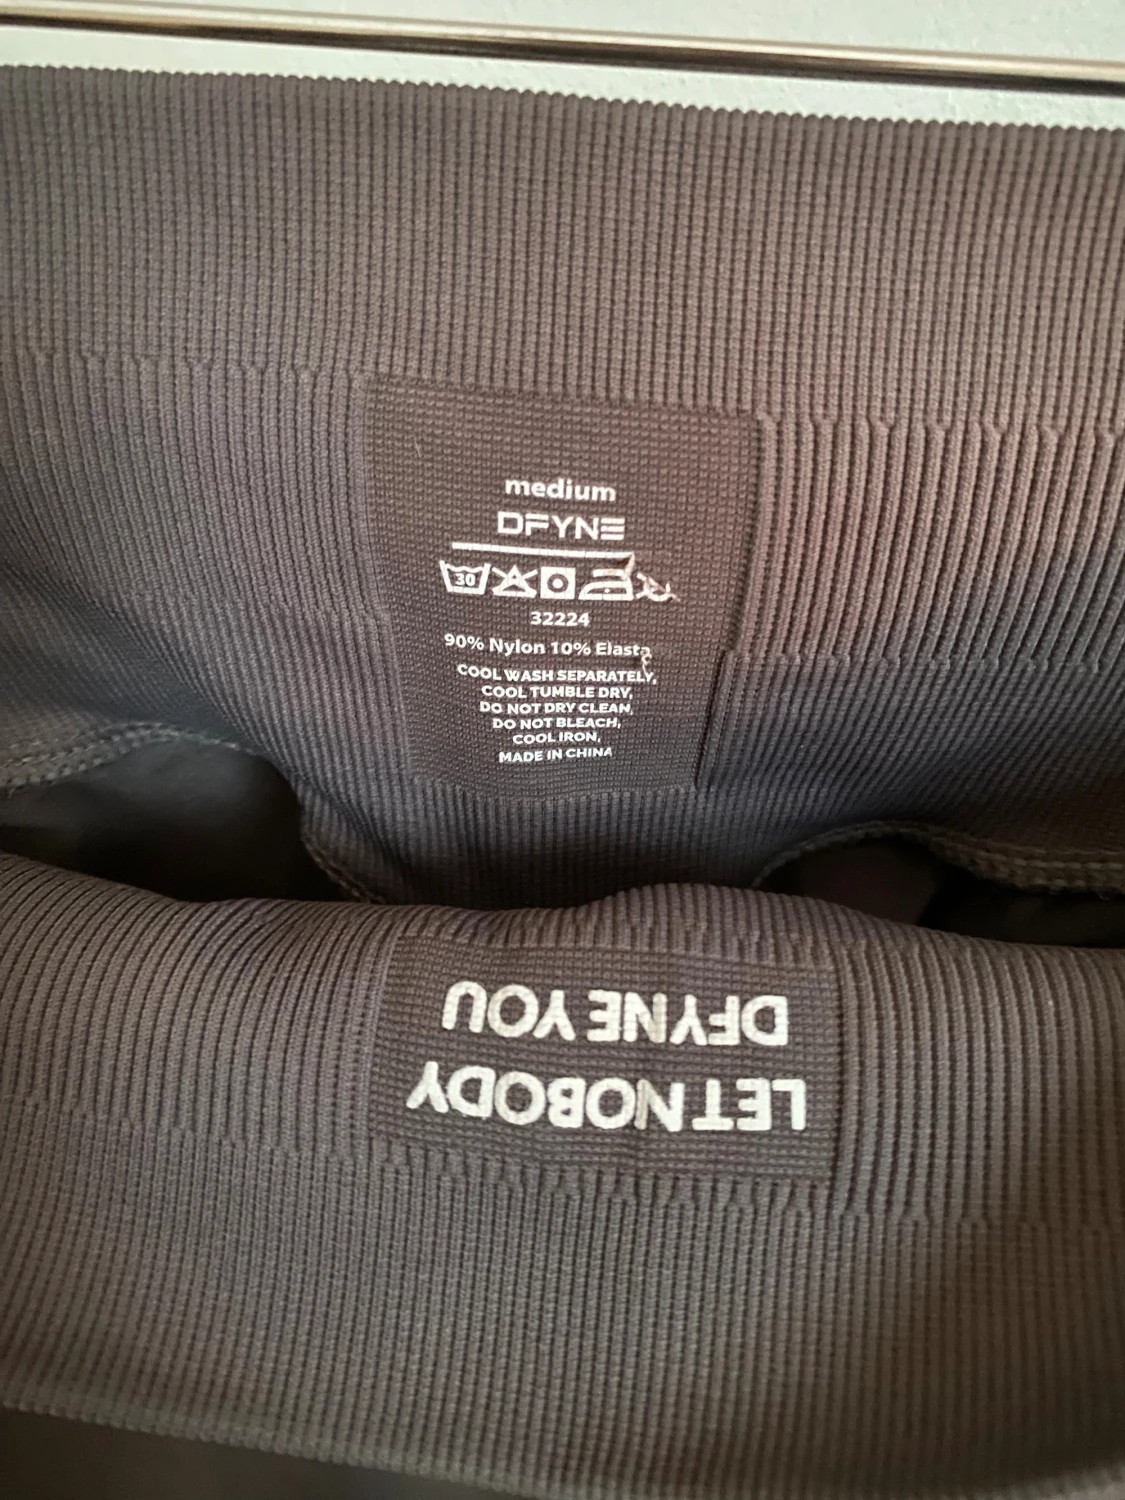 medium
DFYNE
30
32224
90% Nylon 10% Elasta
COOL WASH SEPARATELY,
COOL TUMBLE DRY,
DO NOT DRY CLEAN,
DO NOT BLEACH,
COOL IRON,
MADE IN CHINA
LET NOBODY
DFYNE YOU